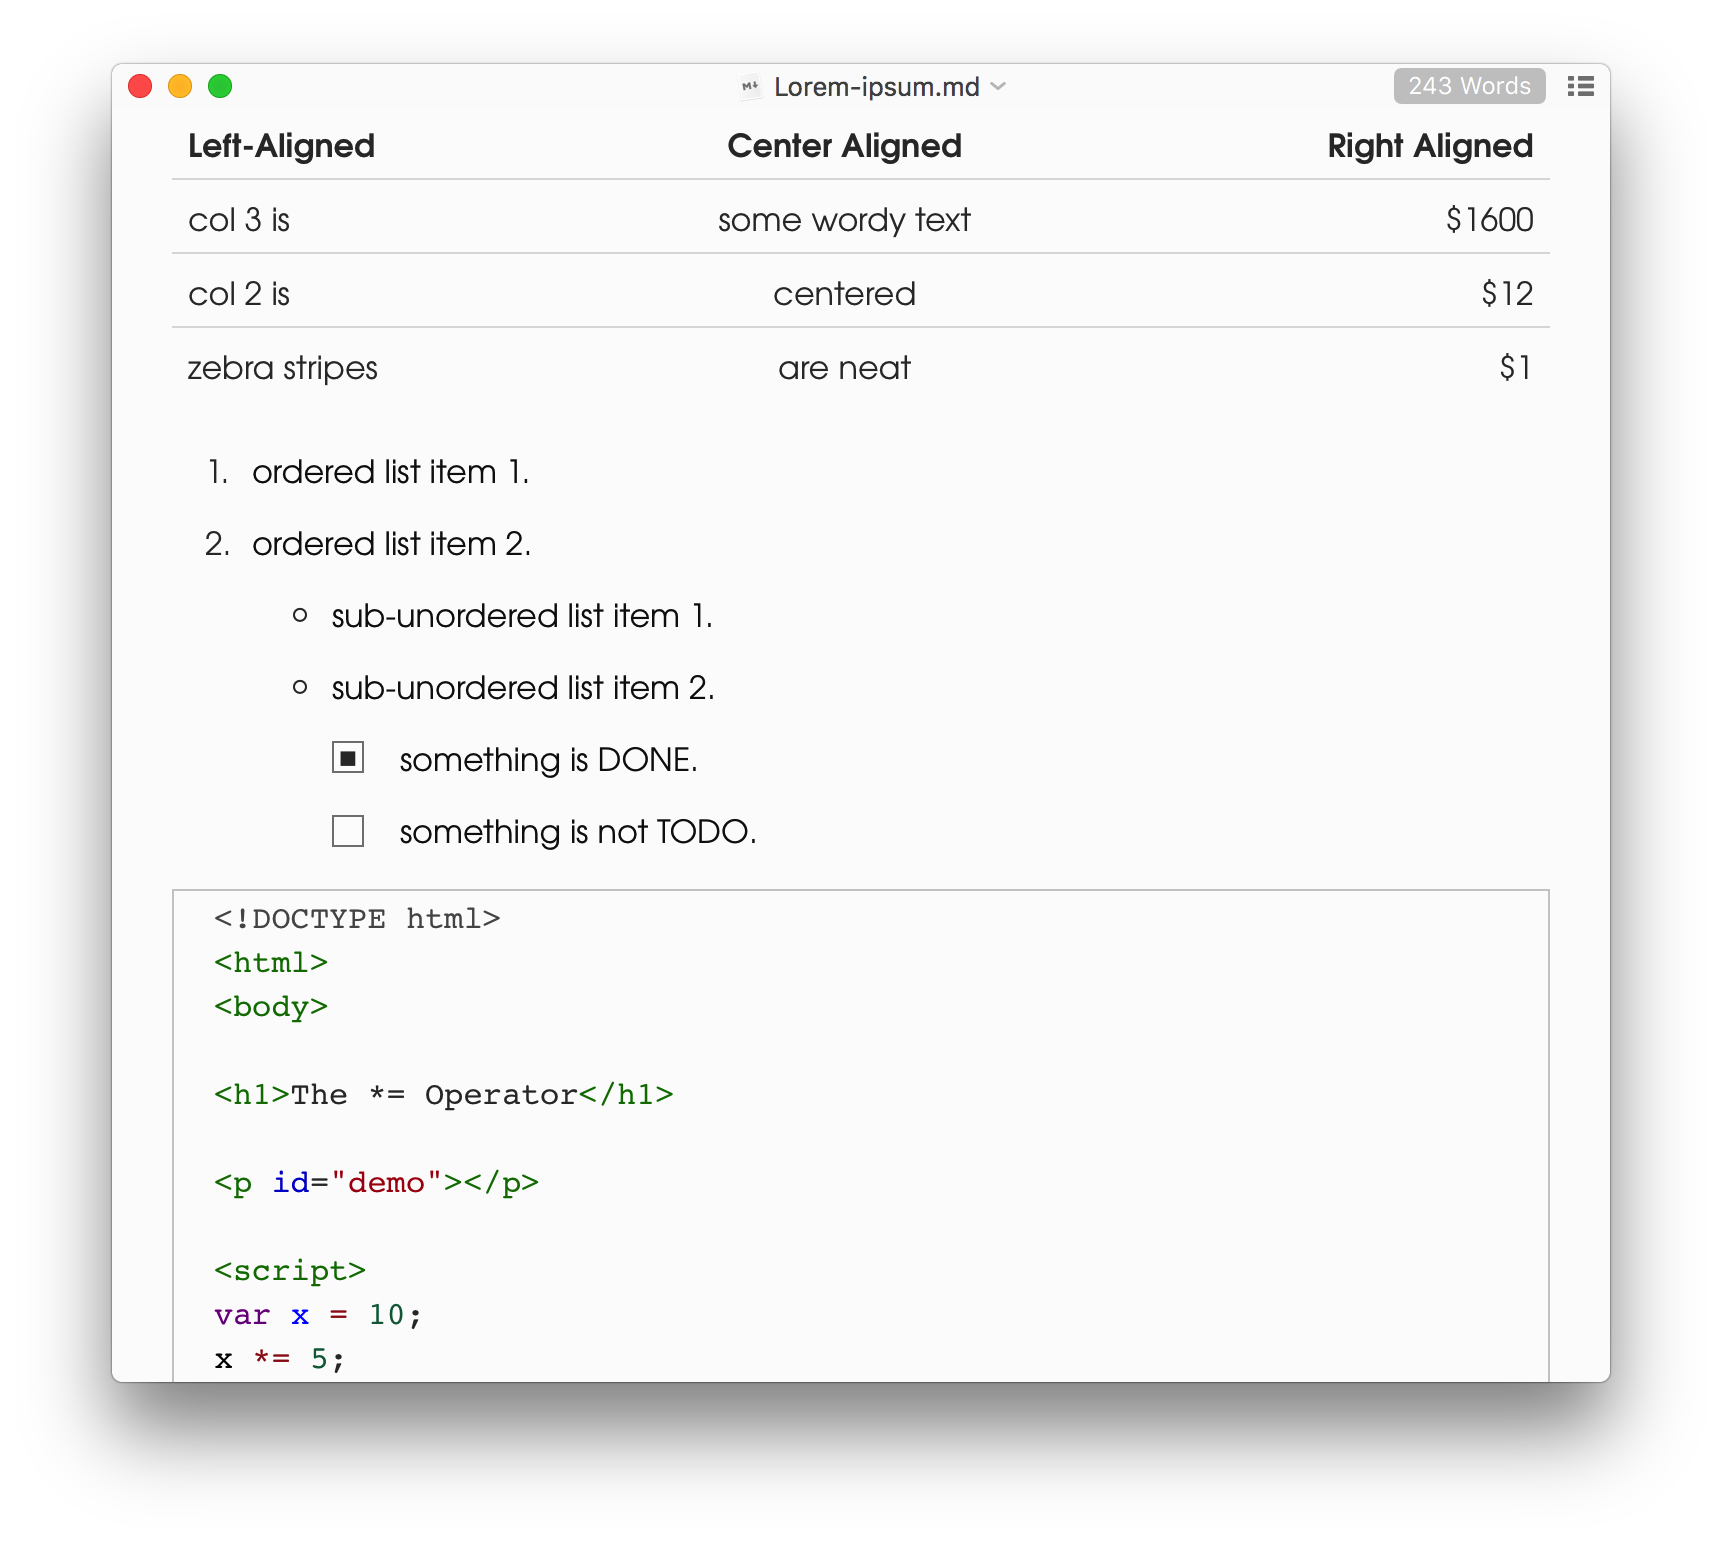 M↓ Lorem-ipsum.md
243 Words
Left-Aligned Center Aligned Right Aligned
col 3 is some wordy text $1600
col 2 is centered $12
zebra stripes are neat $1
1. ordered list item 1.
2. ordered list item 2.
sub-unordered list item 1.
sub-unordered list item 2.
something is DONE.
something is not TODO.
<!DOCTYPE html>
<html>
<body>
<h1>The *= Operator</h1>
<p id="demo"></p>
<script>
var x = 10;
x *= 5;